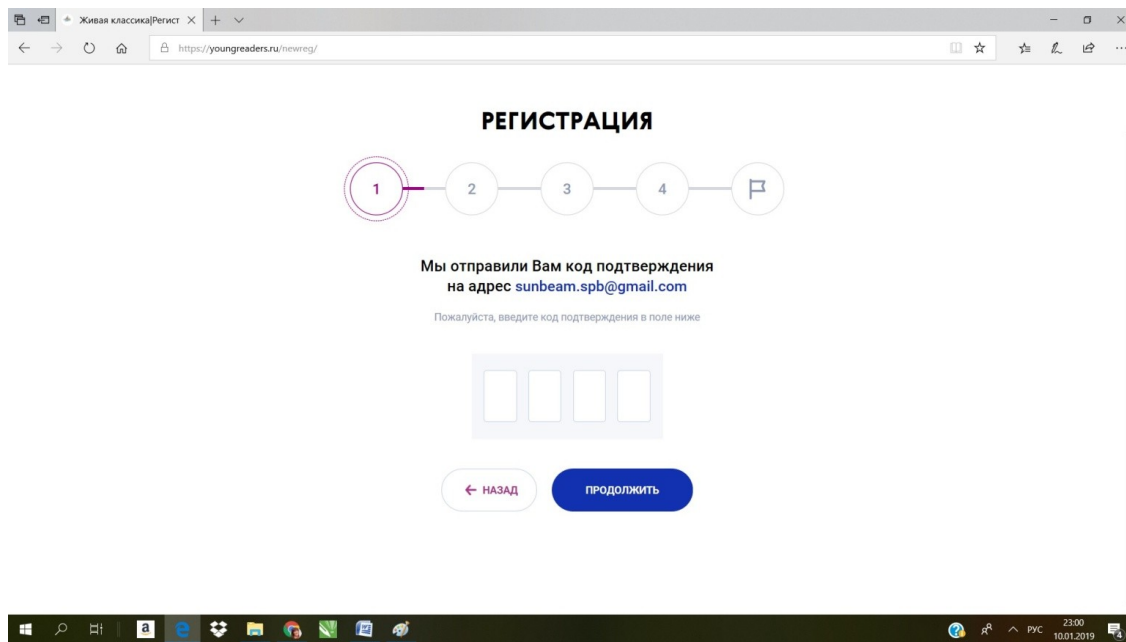 Живая классика|Регист
https://youngreaders.ru/newreg/
РЕГИСТРАЦИЯ
1 2 3 4
Мы отправили Вам код подтверждения
на адрес sunbeam.spb@gmail.com
Пожалуйста, введите код подтверждения в поле ниже
← НАЗАД ПРОДОЛЖИТЬ
a e W РУС 23:00
10.01.2019 4